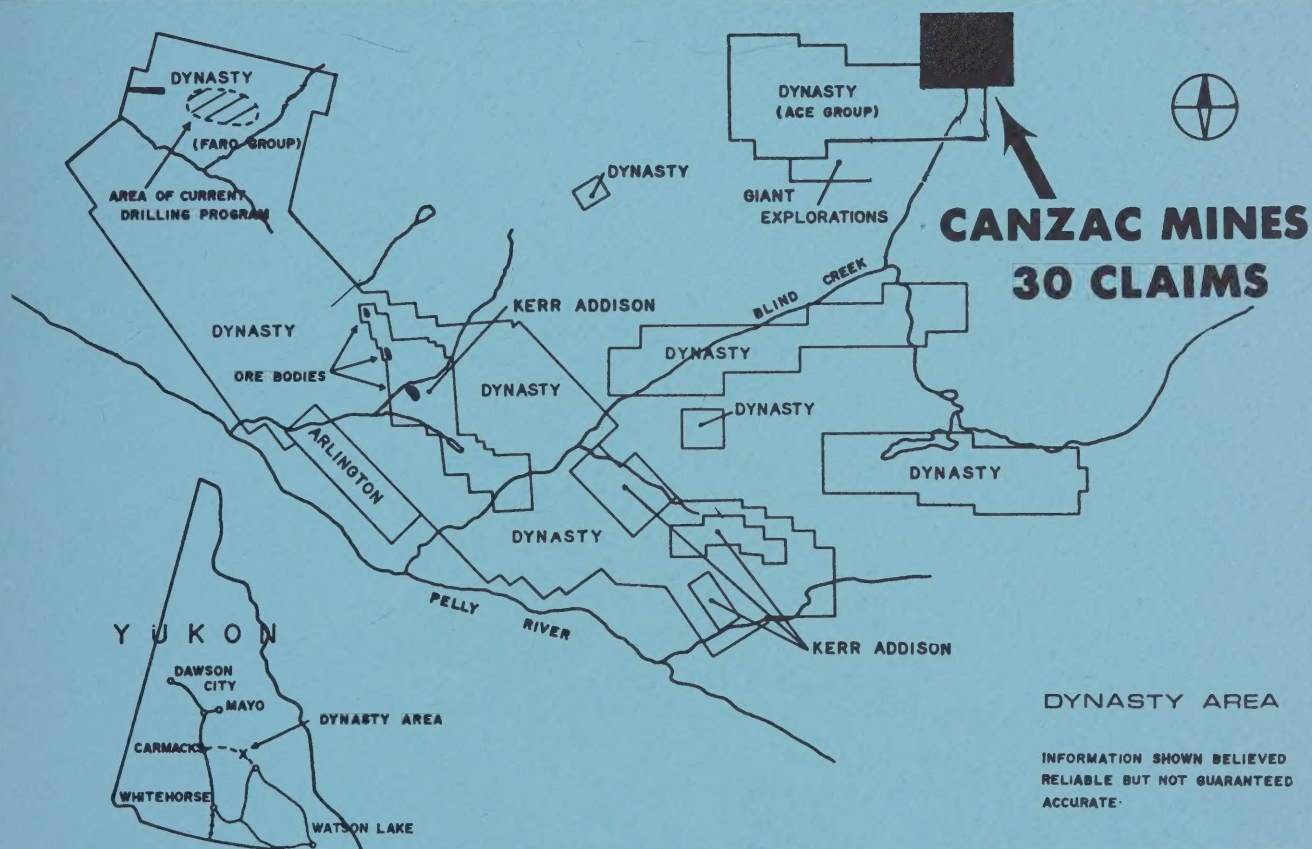 DYNASTY
(FARO GROUP)
AREA OF CURRENT
DRILLING PROGRAM
DYNASTY
(ACE GROUP)
DYNASTY
GIANT
EXPLORATIONS
CANZAC MINES
30 CLAIMS
BLIND CREEK
KERR ADDISON
DYNASTY
ORE BODIES
DYNASTY
DYNASTY
DYNASTY
ARLINGTON
DYNASTY
DYNASTY
PELLY RIVER
KERR ADDISON
YUKON
DAWSON
CITY
MAYO
DYNASTY AREA
CARMACKS
WHITEHORSE
WATSON LAKE
DYNASTY AREA
INFORMATION SHOWN BELIEVED
RELIABLE BUT NOT GUARANTEED
ACCURATE.